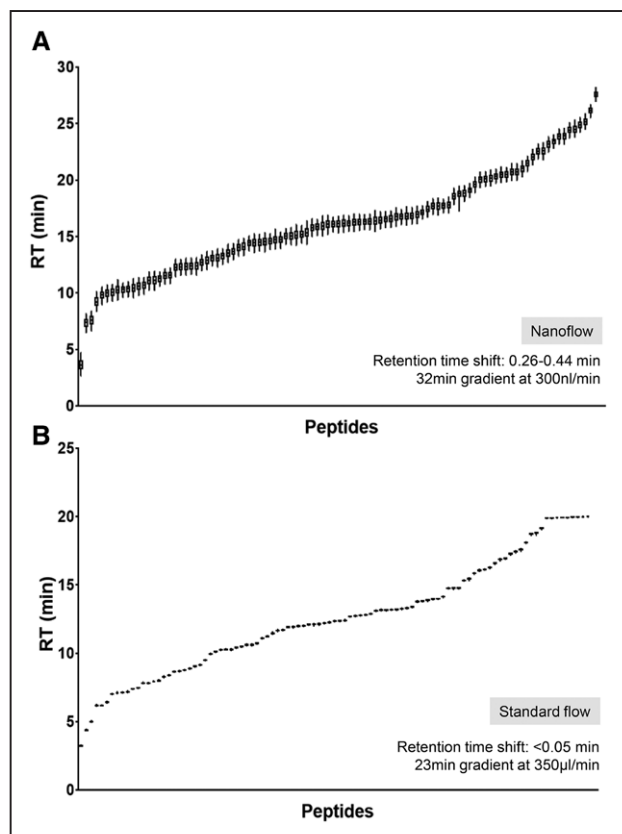 A
30
25
20
15
10
5
0
RT (min)
Nanoflow
Retention time shift: 0.26-0.44 min
32min gradient at 300nl/min
Peptides
B
25
20
15
10
5
0
RT (min)
Standard flow
Retention time shift: <0.05 min
23min gradient at 350µl/min
Peptides